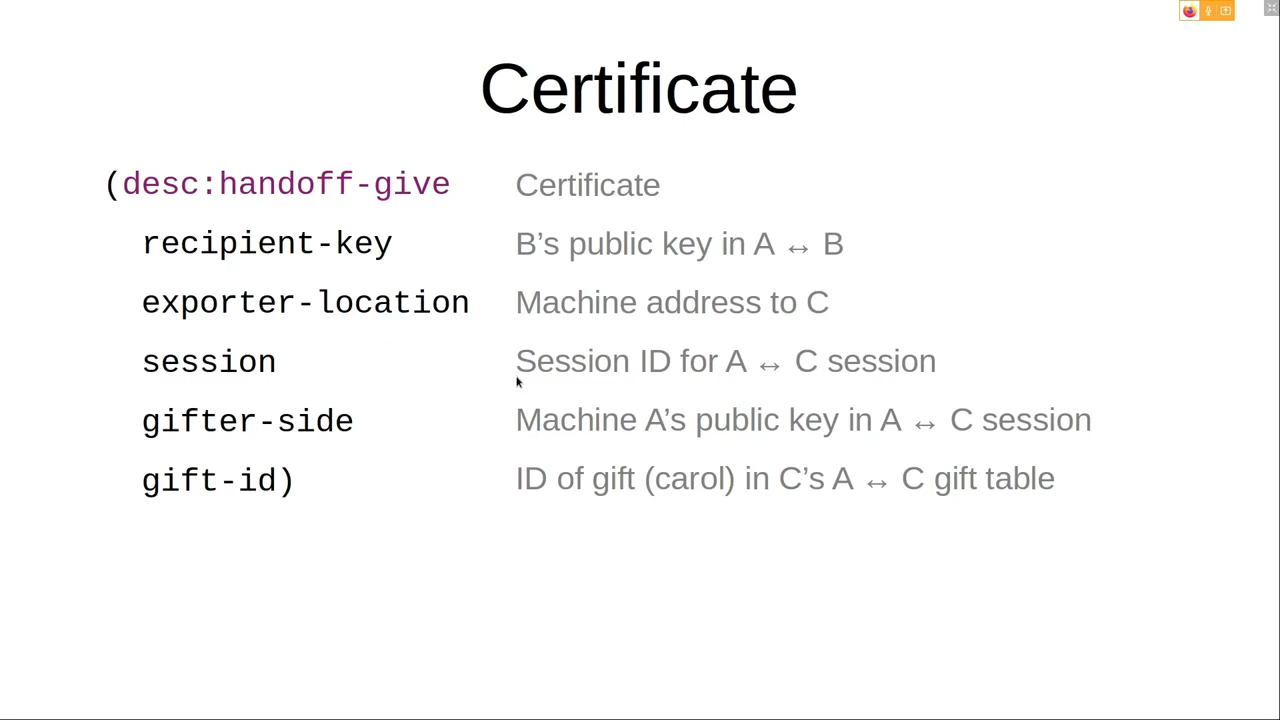 Certificate
(desc:handoff-give Certificate
recipient-key B’s public key in A ↔ B
exporter-location Machine address to C
session Session ID for A ↔ C session
gifter-side Machine A’s public key in A ↔ C session
gift-id) ID of gift (carol) in C’s A ↔ C gift table